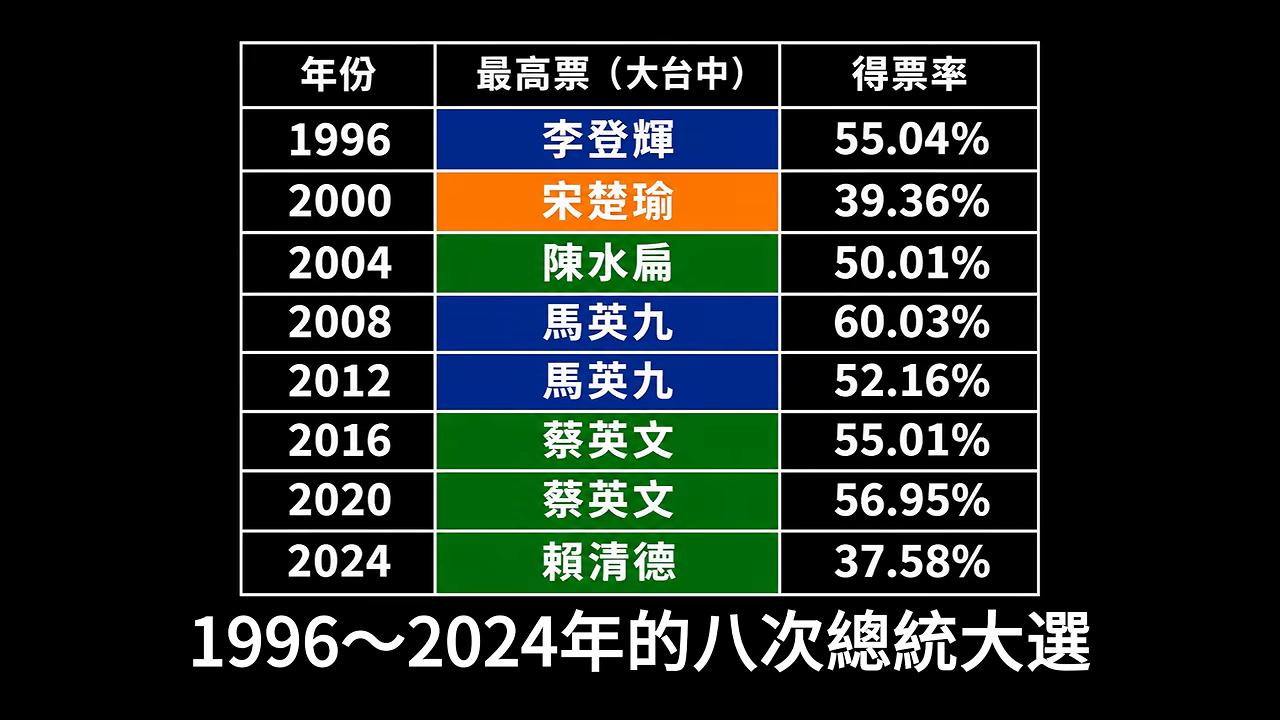 年份 最高票（大台中） 得票率
1996 李登輝 55.04%
2000 宋楚瑜 39.36%
2004 陳水扁 50.01%
2008 馬英九 60.03%
2012 馬英九 52.16%
2016 蔡英文 55.01%
2020 蔡英文 56.95%
2024 賴清德 37.58%
1996～2024年的八次總統大選